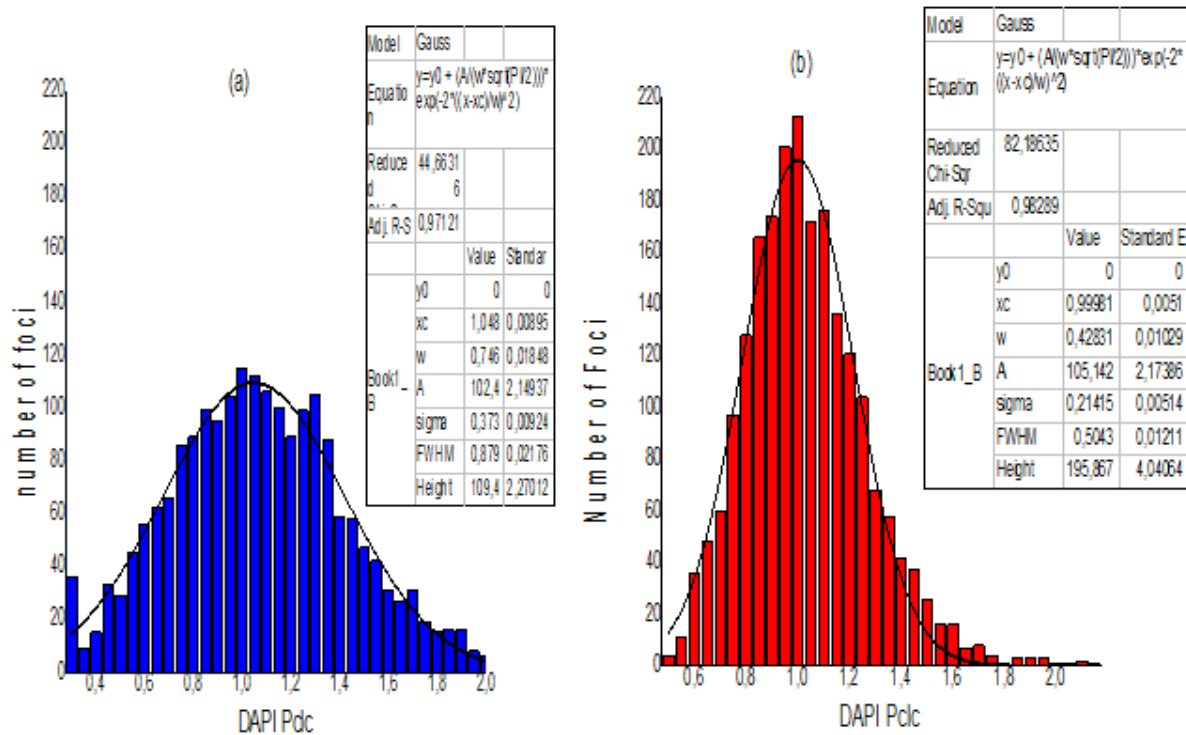 (a)
Model Gauss
Equatio
n
y=y0 + (A/(w*sqrt(PI/2)))*
exp(-2*((x-xc)/w)^2)
Reduce
d
44,6631
6
Adj. R-S 0,97121
Value Standar
Book1_
B
y0 0 0
xc 1,048 0,00895
w 0,746 0,01848
A 102,4 2,14937
sigma 0,373 0,00924
FWHM 0,879 0,02176
Height 109,4 2,27012
number of foci
220
200
180
160
140
120
100
80
60
40
20
0
0,4 0,6 0,8 1,0 1,2 1,4 1,6 1,8 2,0
DAPI Pclc
(b)
Model Gauss
Equation
y=y0 + (A/(w*sqrt(PI/2)))*exp(-2*
((x-xc)/w)^2)
Reduced
Chi-Sqr
82,18635
Adj. R-Squ 0,98289
Value Standard E
Book1_B
y0 0 0
xc 0,99981 0,0051
w 0,42831 0,01029
A 105,142 2,17386
sigma 0,21415 0,00514
FWHM 0,5043 0,01211
Height 195,867 4,04064
Number of Foci
220
200
180
160
140
120
100
80
60
40
20
0
0,6 0,8 1,0 1,2 1,4 1,6 1,8 2,0
DAPI Pclc